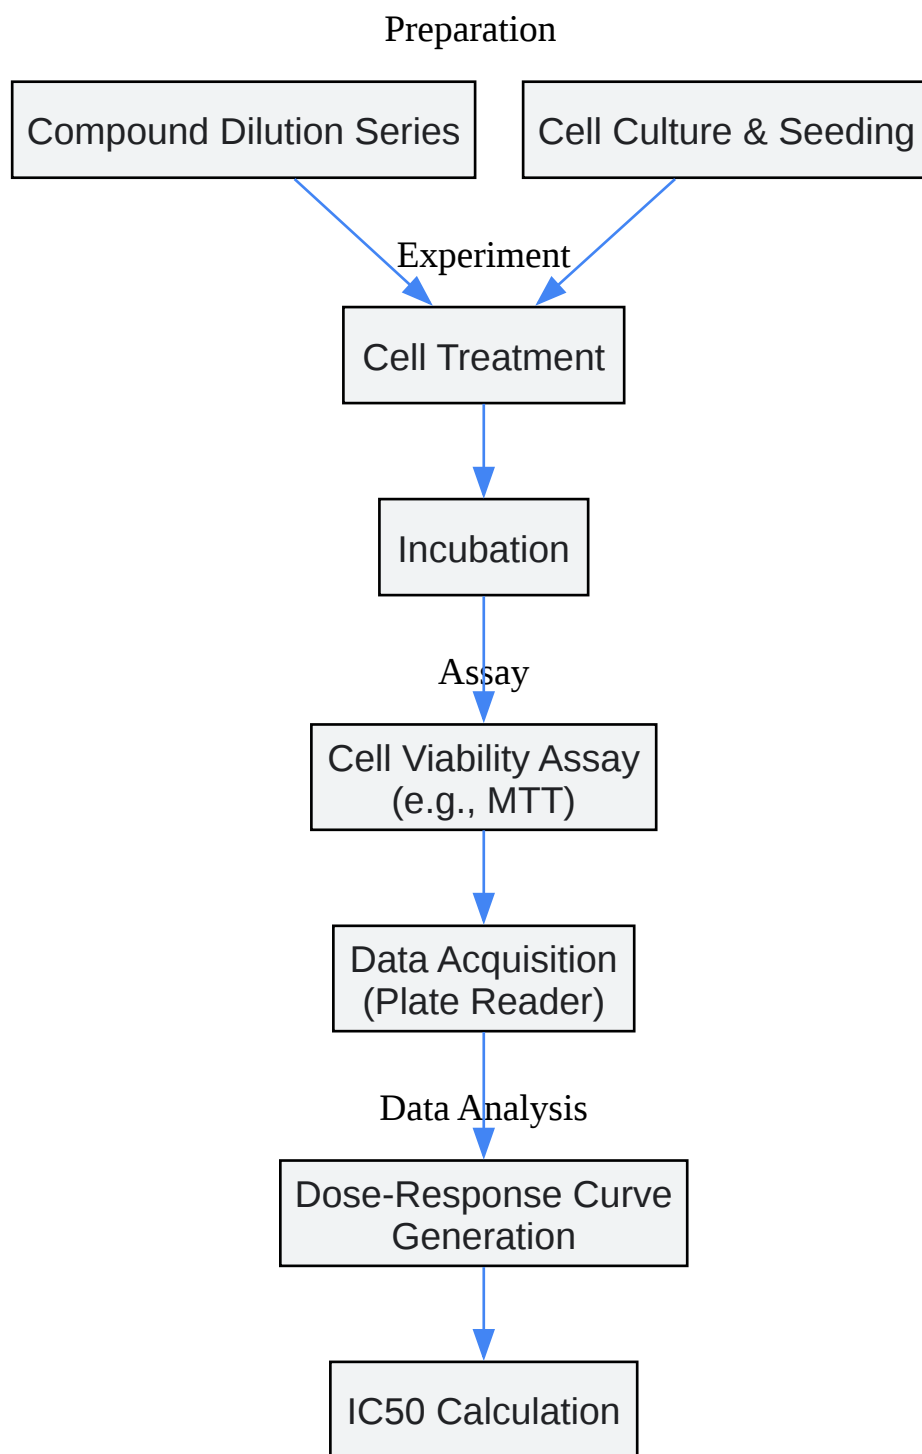 Preparation
Compound Dilution Series
Cell Culture & Seeding
Experiment
Cell Treatment
Incubation
Assay
Cell Viability Assay
(e.g., MTT)
Data Acquisition
(Plate Reader)
Data Analysis
Dose-Response Curve
Generation
IC50 Calculation